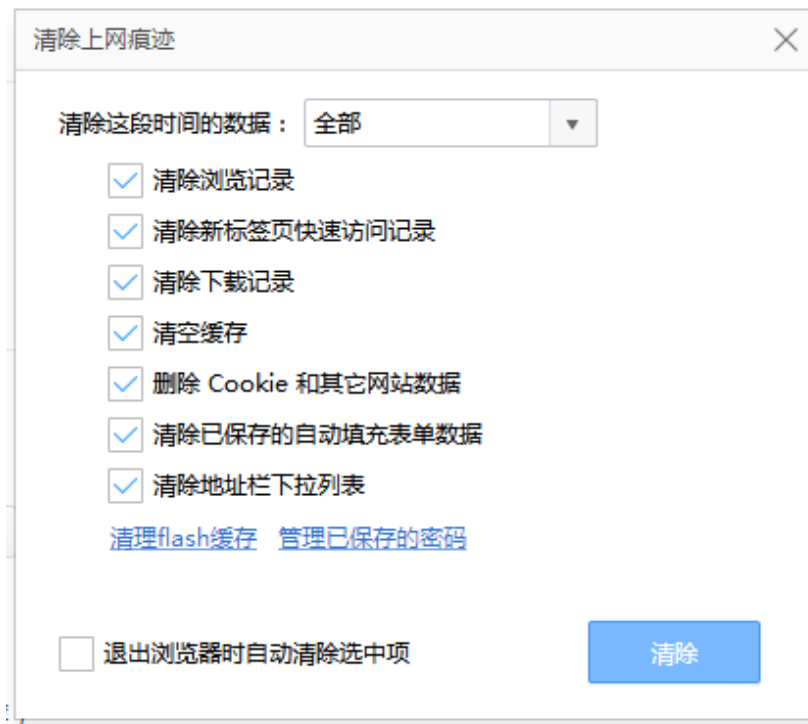 清除上网痕迹
清除这段时间的数据： 全部
清除浏览记录
清除新标签页快速访问记录
清除下载记录
清空缓存
删除 Cookie 和其它网站数据
清除已保存的自动填充表单数据
清除地址栏下拉列表
清理flash缓存 管理已保存的密码
退出浏览器时自动清除选中项 清除